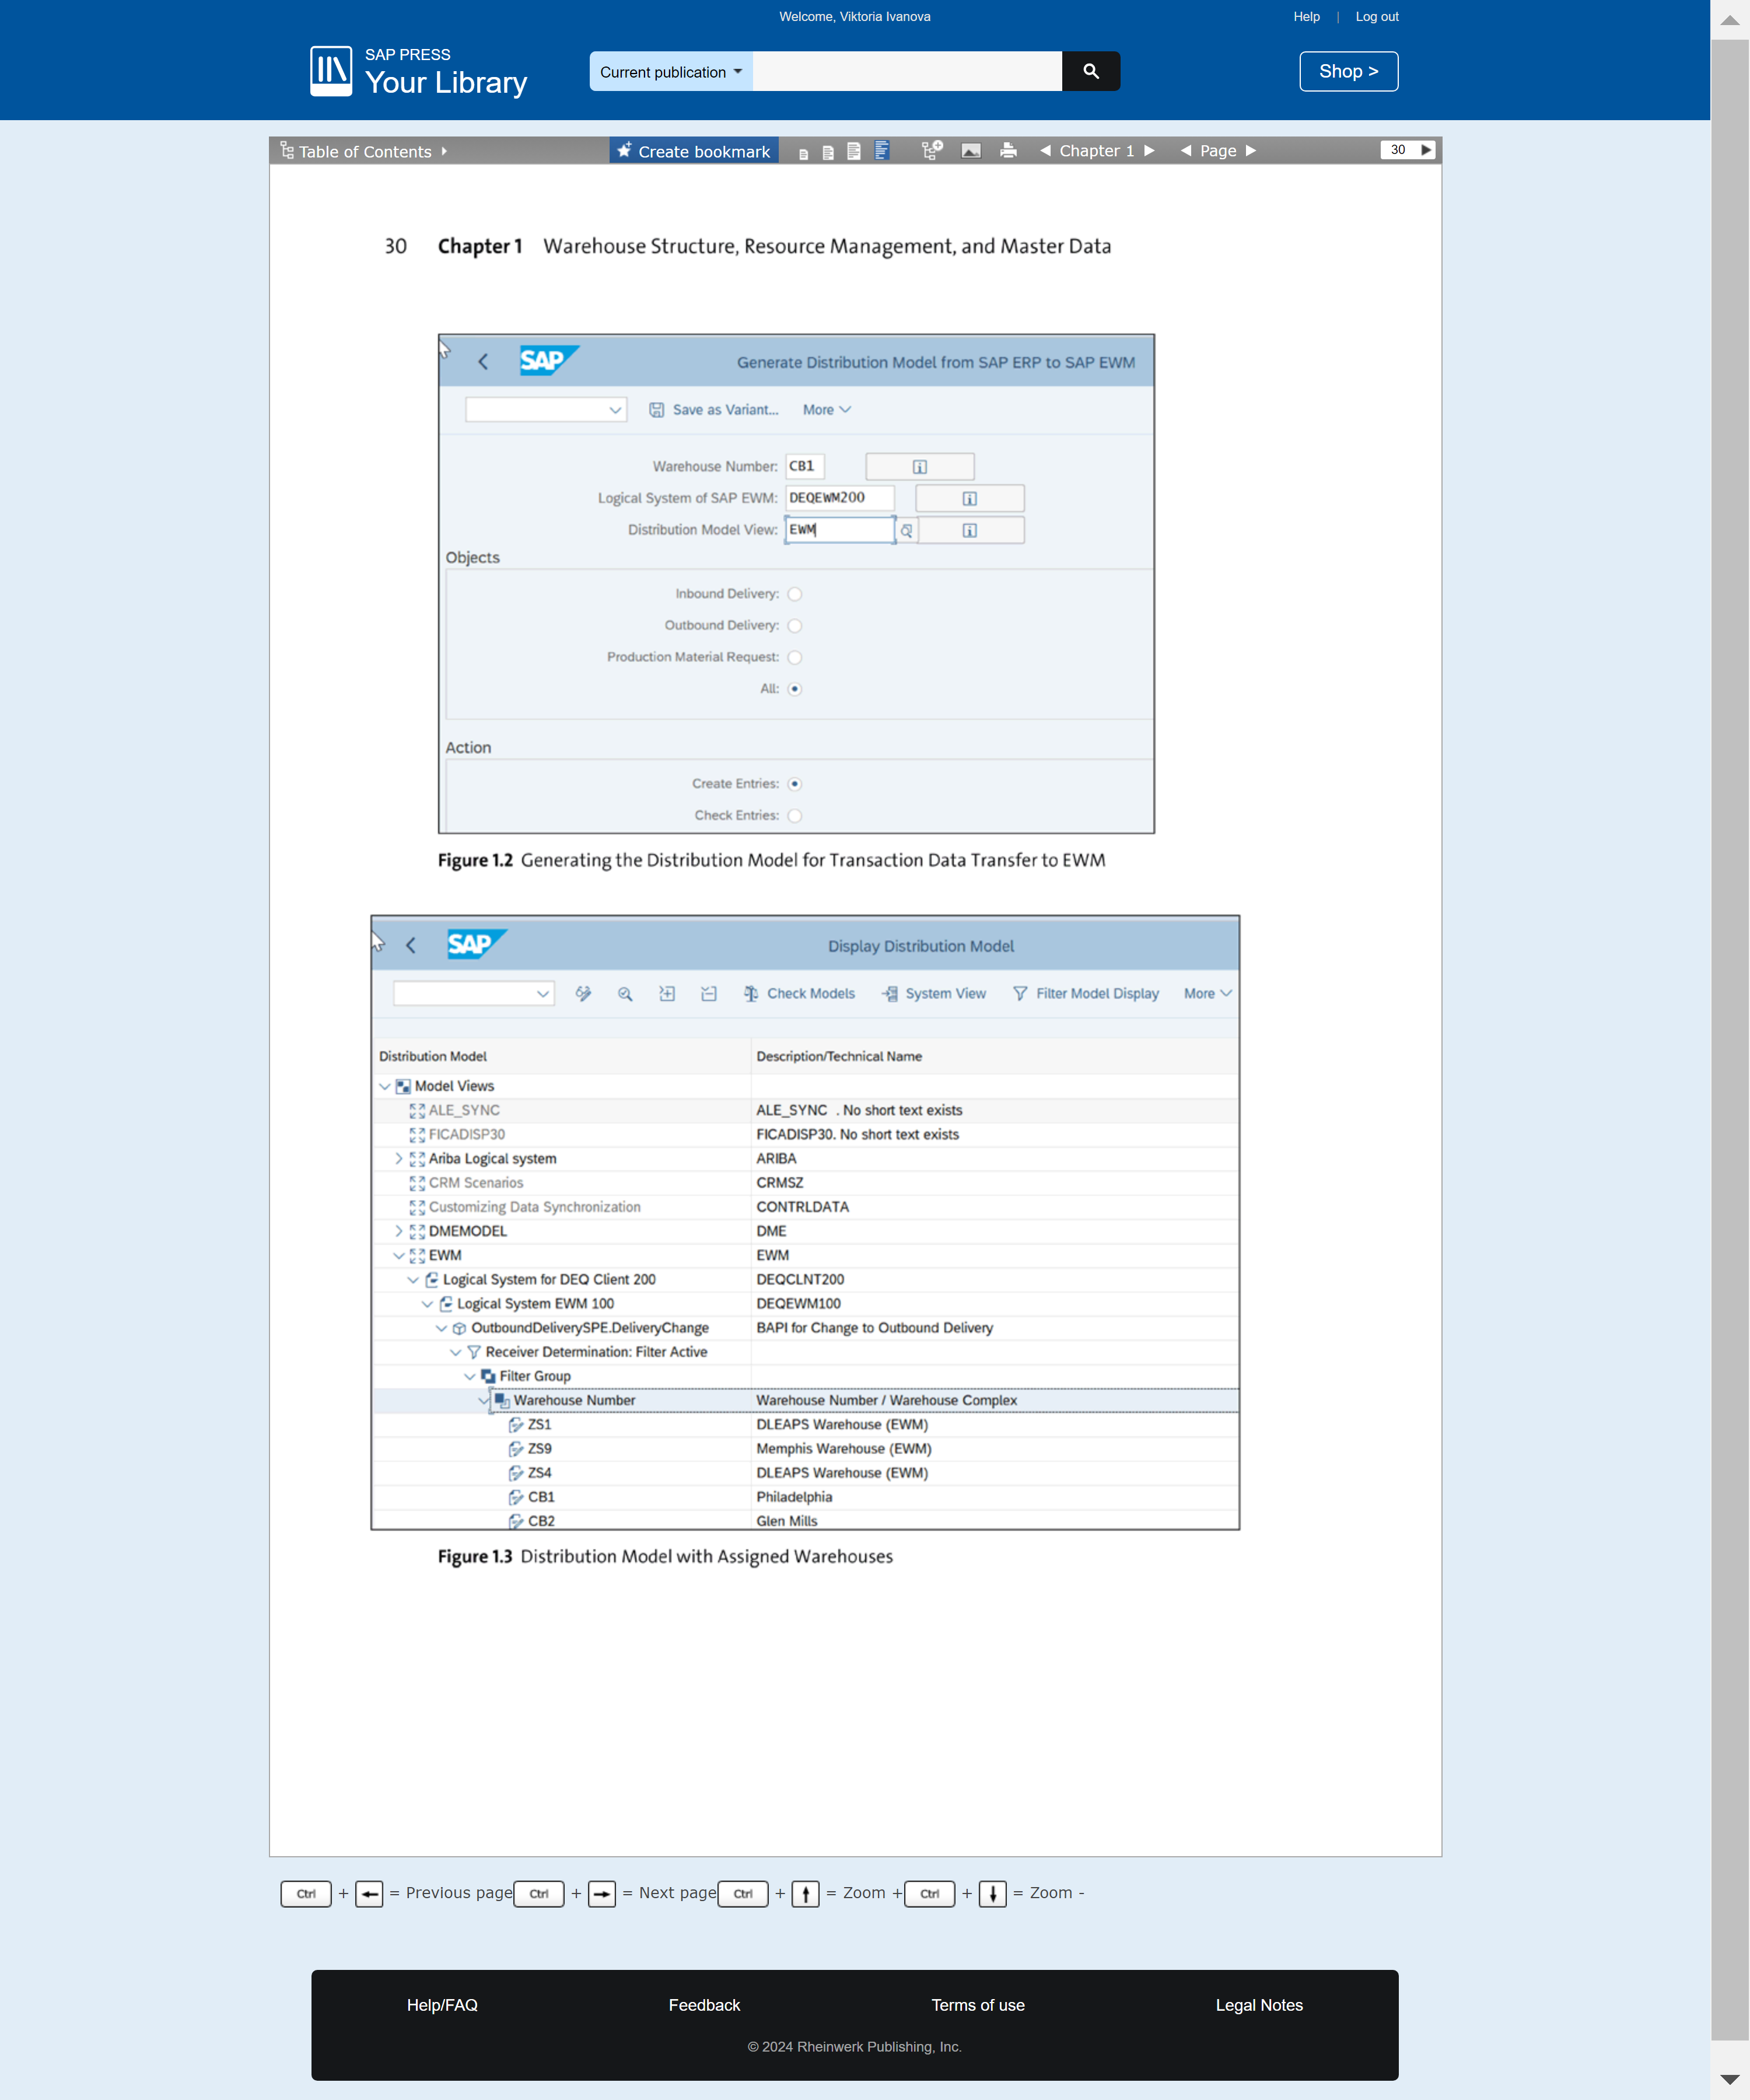 Welcome, Viktoria Ivanova
Help | Log out
SAP PRESS
Your Library
Current publication
Shop >
Table of Contents
Create bookmark
Chapter 1
Page
30
30 Chapter 1 Warehouse Structure, Resource Management, and Master Data
SAP
Generate Distribution Model from SAP ERP to SAP EWM
Save as Variant... More
Warehouse Number: CB1
Logical System of SAP EWM: DEQEWM200
Distribution Model View: EWM
Objects
Inbound Delivery:
Outbound Delivery:
Production Material Request:
All:
Action
Create Entries:
Check Entries:
Figure 1.2 Generating the Distribution Model for Transaction Data Transfer to EWM
SAP
Display Distribution Model
Check Models System View Filter Model Display More
Distribution Model Description/Technical Name
Model Views
ALE_SYNC ALE_SYNC . No short text exists
FICADISP30 FICADISP30. No short text exists
Ariba Logical system ARIBA
CRM Scenarios CRMSZ
Customizing Data Synchronization CONTRLDATA
DMEMODEL DME
EWM EWM
Logical System for DEQ Client 200 DEQCLNT200
Logical System EWM 100 DEQEWM100
OutboundDeliverySPE.DeliveryChange BAPI for Change to Outbound Delivery
Receiver Determination: Filter Active
Filter Group
Warehouse Number Warehouse Number / Warehouse Complex
ZS1 DLEAPS Warehouse (EWM)
ZS9 Memphis Warehouse (EWM)
ZS4 DLEAPS Warehouse (EWM)
CB1 Philadelphia
CB2 Glen Mills
Figure 1.3 Distribution Model with Assigned Warehouses
Ctrl + ← = Previous page Ctrl + → = Next page Ctrl + ↑ = Zoom + Ctrl + ↓ = Zoom -
Help/FAQ Feedback Terms of use Legal Notes
© 2024 Rheinwerk Publishing, Inc.